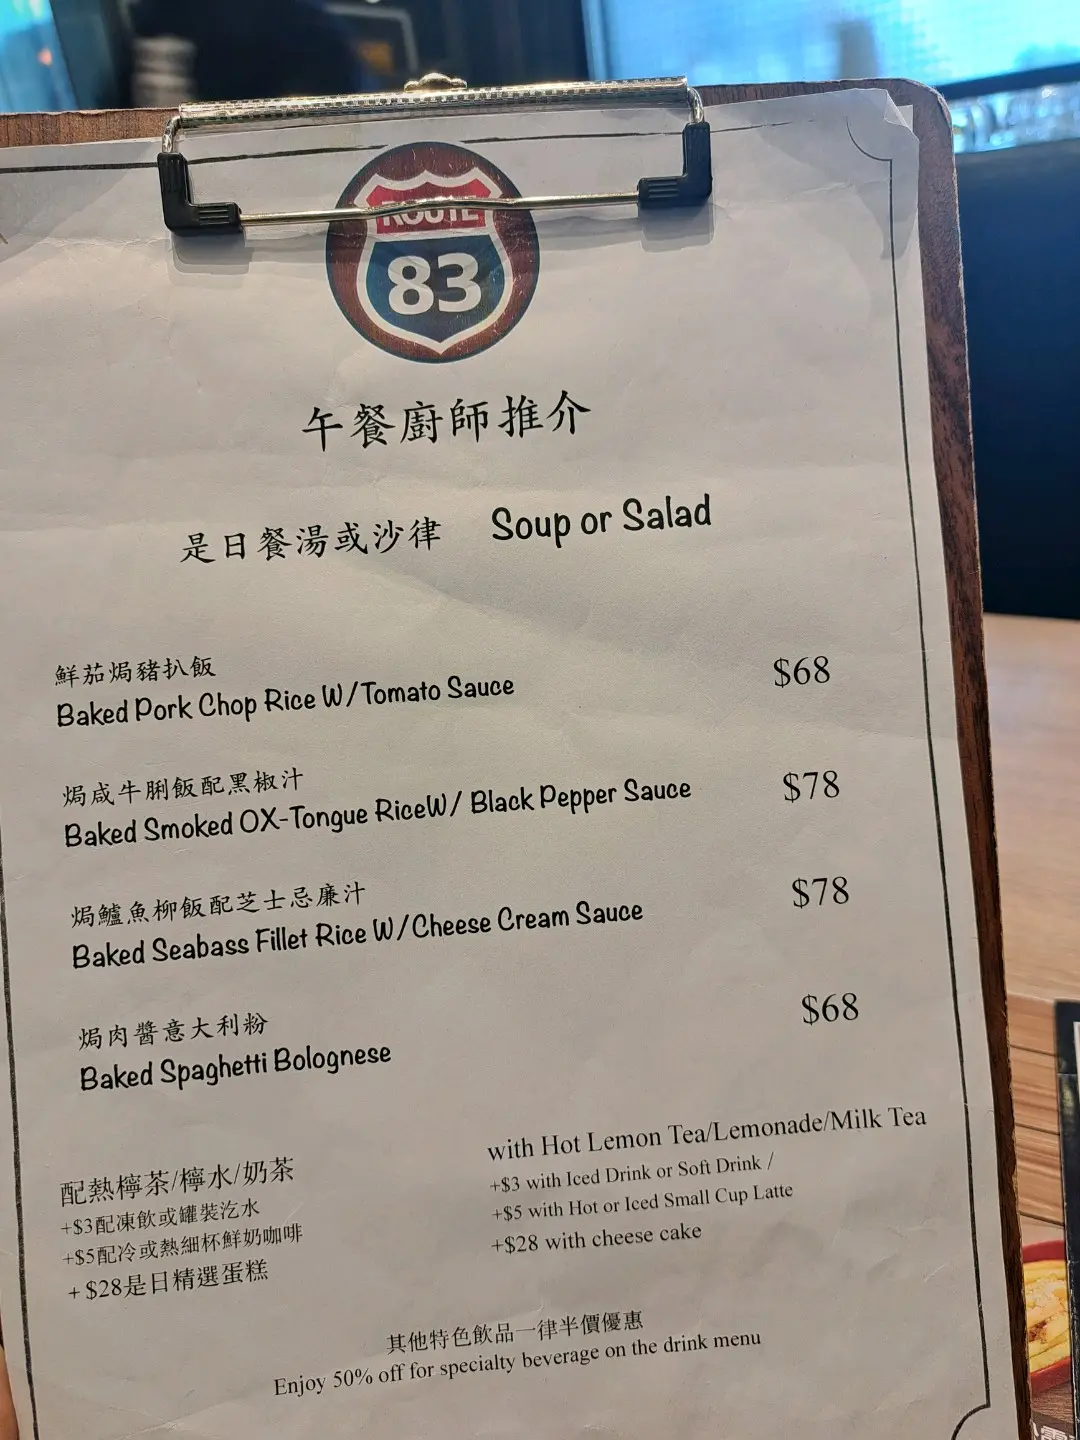 ROUTE
83
午餐廚師推介
是日餐湯或沙律 Soup or Salad
鮮茄焗豬扒飯
Baked Pork Chop Rice W/Tomato Sauce $68
焗咸牛脷飯配黑椒汁
Baked Smoked OX-Tongue RiceW/ Black Pepper Sauce $78
焗鱸魚柳飯配芝士忌廉汁
Baked Seabass Fillet Rice W/Cheese Cream Sauce $78
焗肉醬意大利粉
Baked Spaghetti Bolognese $68
配熱檸茶/檸水/奶茶
+$3配凍飲或罐裝汔水
+$5配冷或熱細杯鮮奶咖啡
+$28是日精選蛋糕
with Hot Lemon Tea/Lemonade/Milk Tea
+$3 with Iced Drink or Soft Drink /
+$5 with Hot or Iced Small Cup Latte
+$28 with cheese cake
其他特色飲品一律半價優惠
Enjoy 50% off for specialty beverage on the drink menu